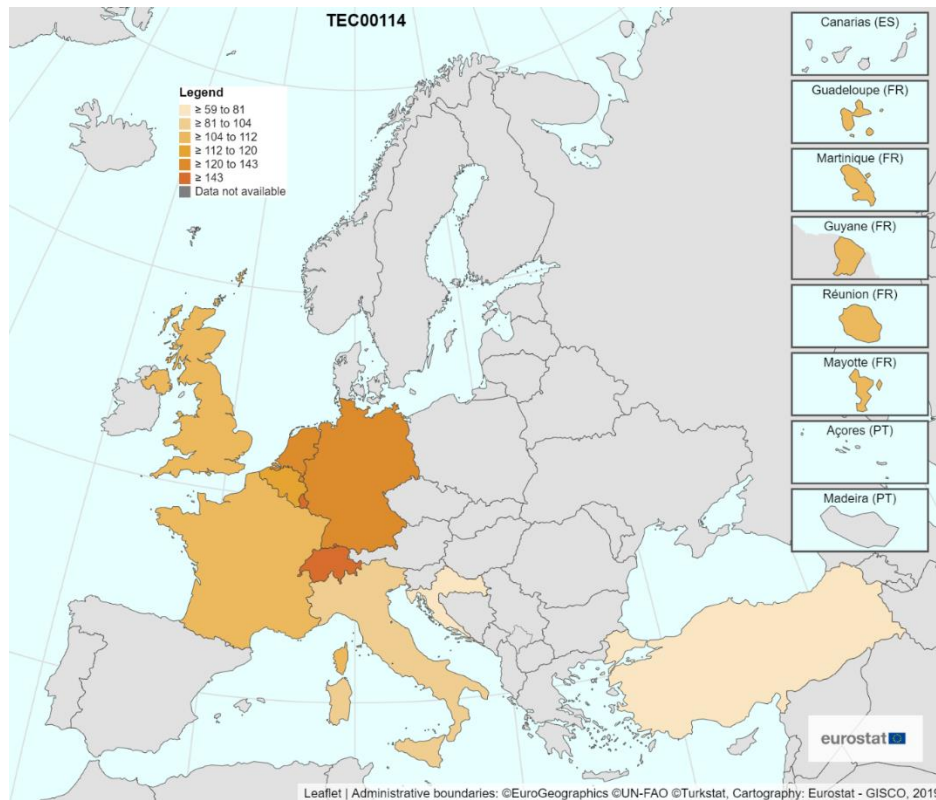 TEC00114
Legend
≥ 59 to 81
≥ 81 to 104
≥ 104 to 112
≥ 112 to 120
≥ 120 to 143
≥ 143
Data not available
Canarias (ES)
Guadeloupe (FR)
Martinique (FR)
Guyane (FR)
Réunion (FR)
Mayotte (FR)
Açores (PT)
Madeira (PT)
eurostat
Leaflet | Administrative boundaries: ©EuroGeographics ©UN-FAO ©Turkstat, Cartography: Eurostat - GISCO, 2019